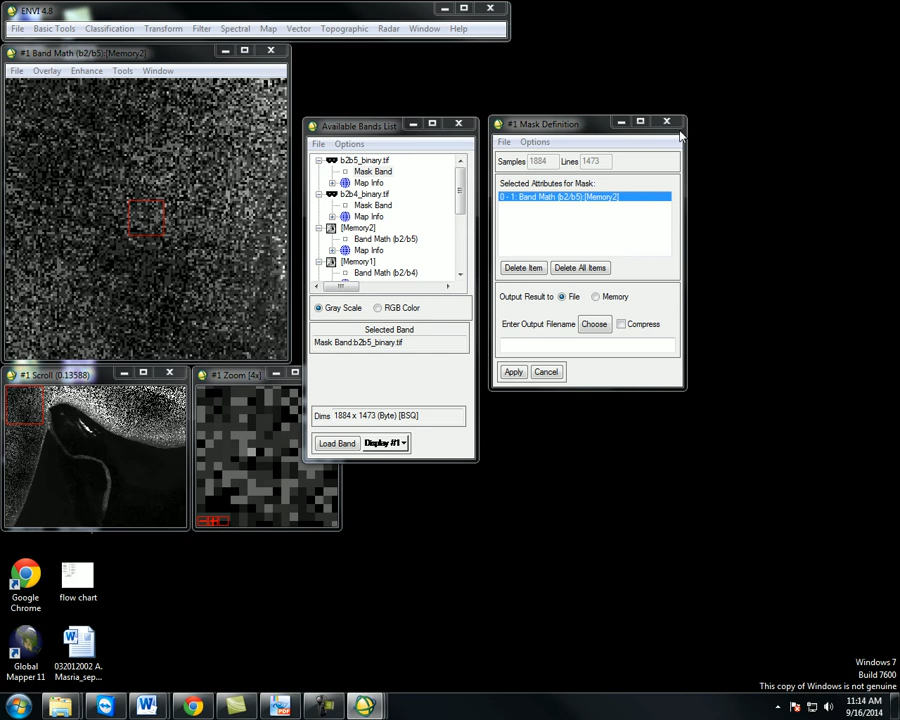 ENVI 4.8
File Basic Tools Classification Transform Filter Spectral Map Vector Topographic Radar Window Help
#1 Band Math (b2/b5):[Memory2]
File Overlay Enhance Tools Window
Available Bands List
File Options
b2b5_binary.tif
Mask Band
Map Info
b2b4_binary.tif
Mask Band
Map Info
[Memory2]
Band Math (b2/b5)
Map Info
[Memory1]
Band Math (b2/b4)
Gray Scale RGB Color
Selected Band
Mask Band:b2b5_binary.tif
Dims 1884 x 1473 (Byte) [BSQ]
Load Band Display #1
#1 Mask Definition
File Options
Samples 1884 Lines 1473
Selected Attributes for Mask:
0 - 1: Band Math (b2/b5):[Memory2]
Delete Item Delete All Items
Output Result to File Memory
Enter Output Filename Choose Compress
Apply Cancel
#1 Scroll (0.13588)
#1 Zoom [4x]
Google Chrome
flow chart
Global Mapper 11
032012002 A. Masria_sep...
Windows 7
Build 7600
This copy of Windows is not genuine
11:14 AM
9/16/2014